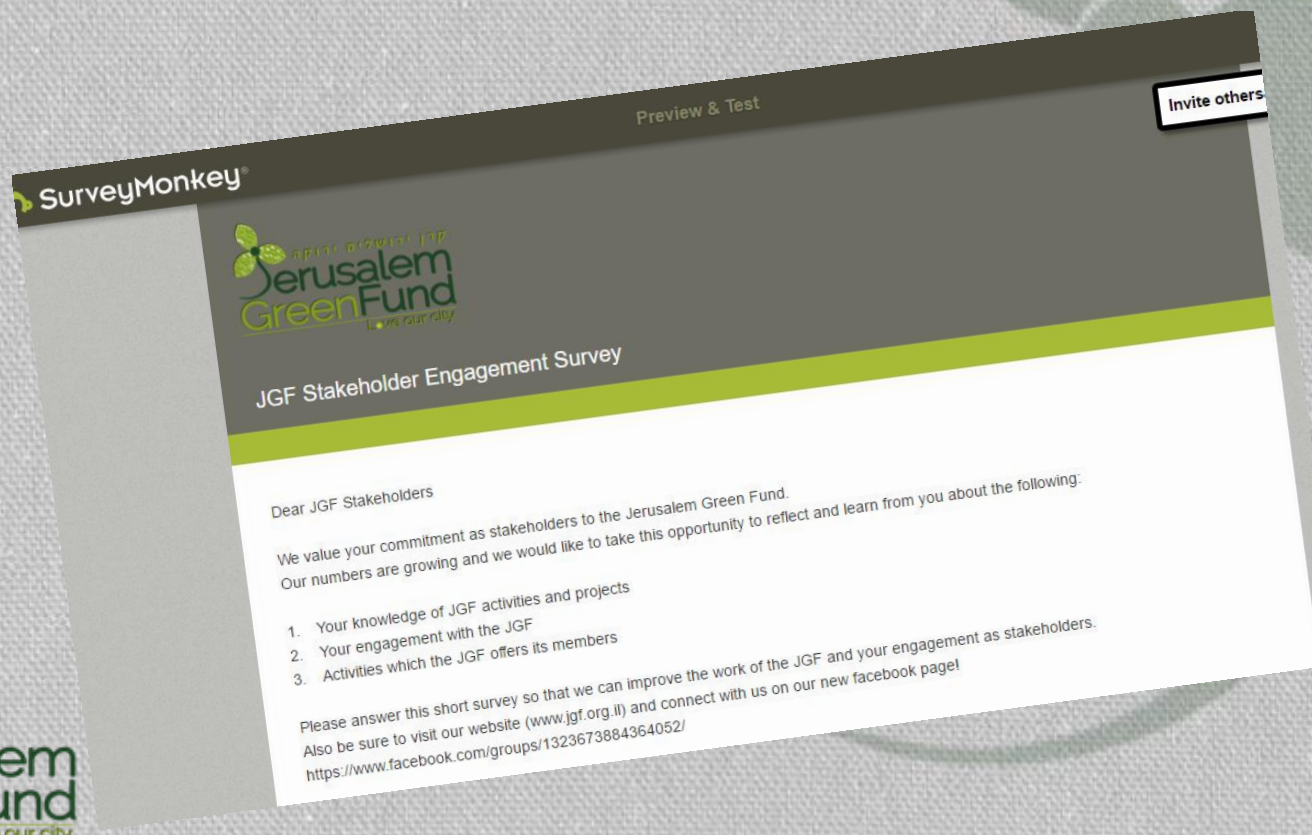 Preview & Test
Invite others
SurveyMonkey®
קרן ירושלים ירוקה
Jerusalem
GreenFund
Love our city
JGF Stakeholder Engagement Survey
Dear JGF Stakeholders
We value your commitment as stakeholders to the Jerusalem Green Fund.
Our numbers are growing and we would like to take this opportunity to reflect and learn from you about the following:
1. Your knowledge of JGF activities and projects
2. Your engagement with the JGF
3. Activities which the JGF offers its members
Please answer this short survey so that we can improve the work of the JGF and your engagement as stakeholders.
Also be sure to visit our website (www.jgf.org.il) and connect with us on our new facebook page!
https://www.facebook.com/groups/1323673884364052/
em
und
our city